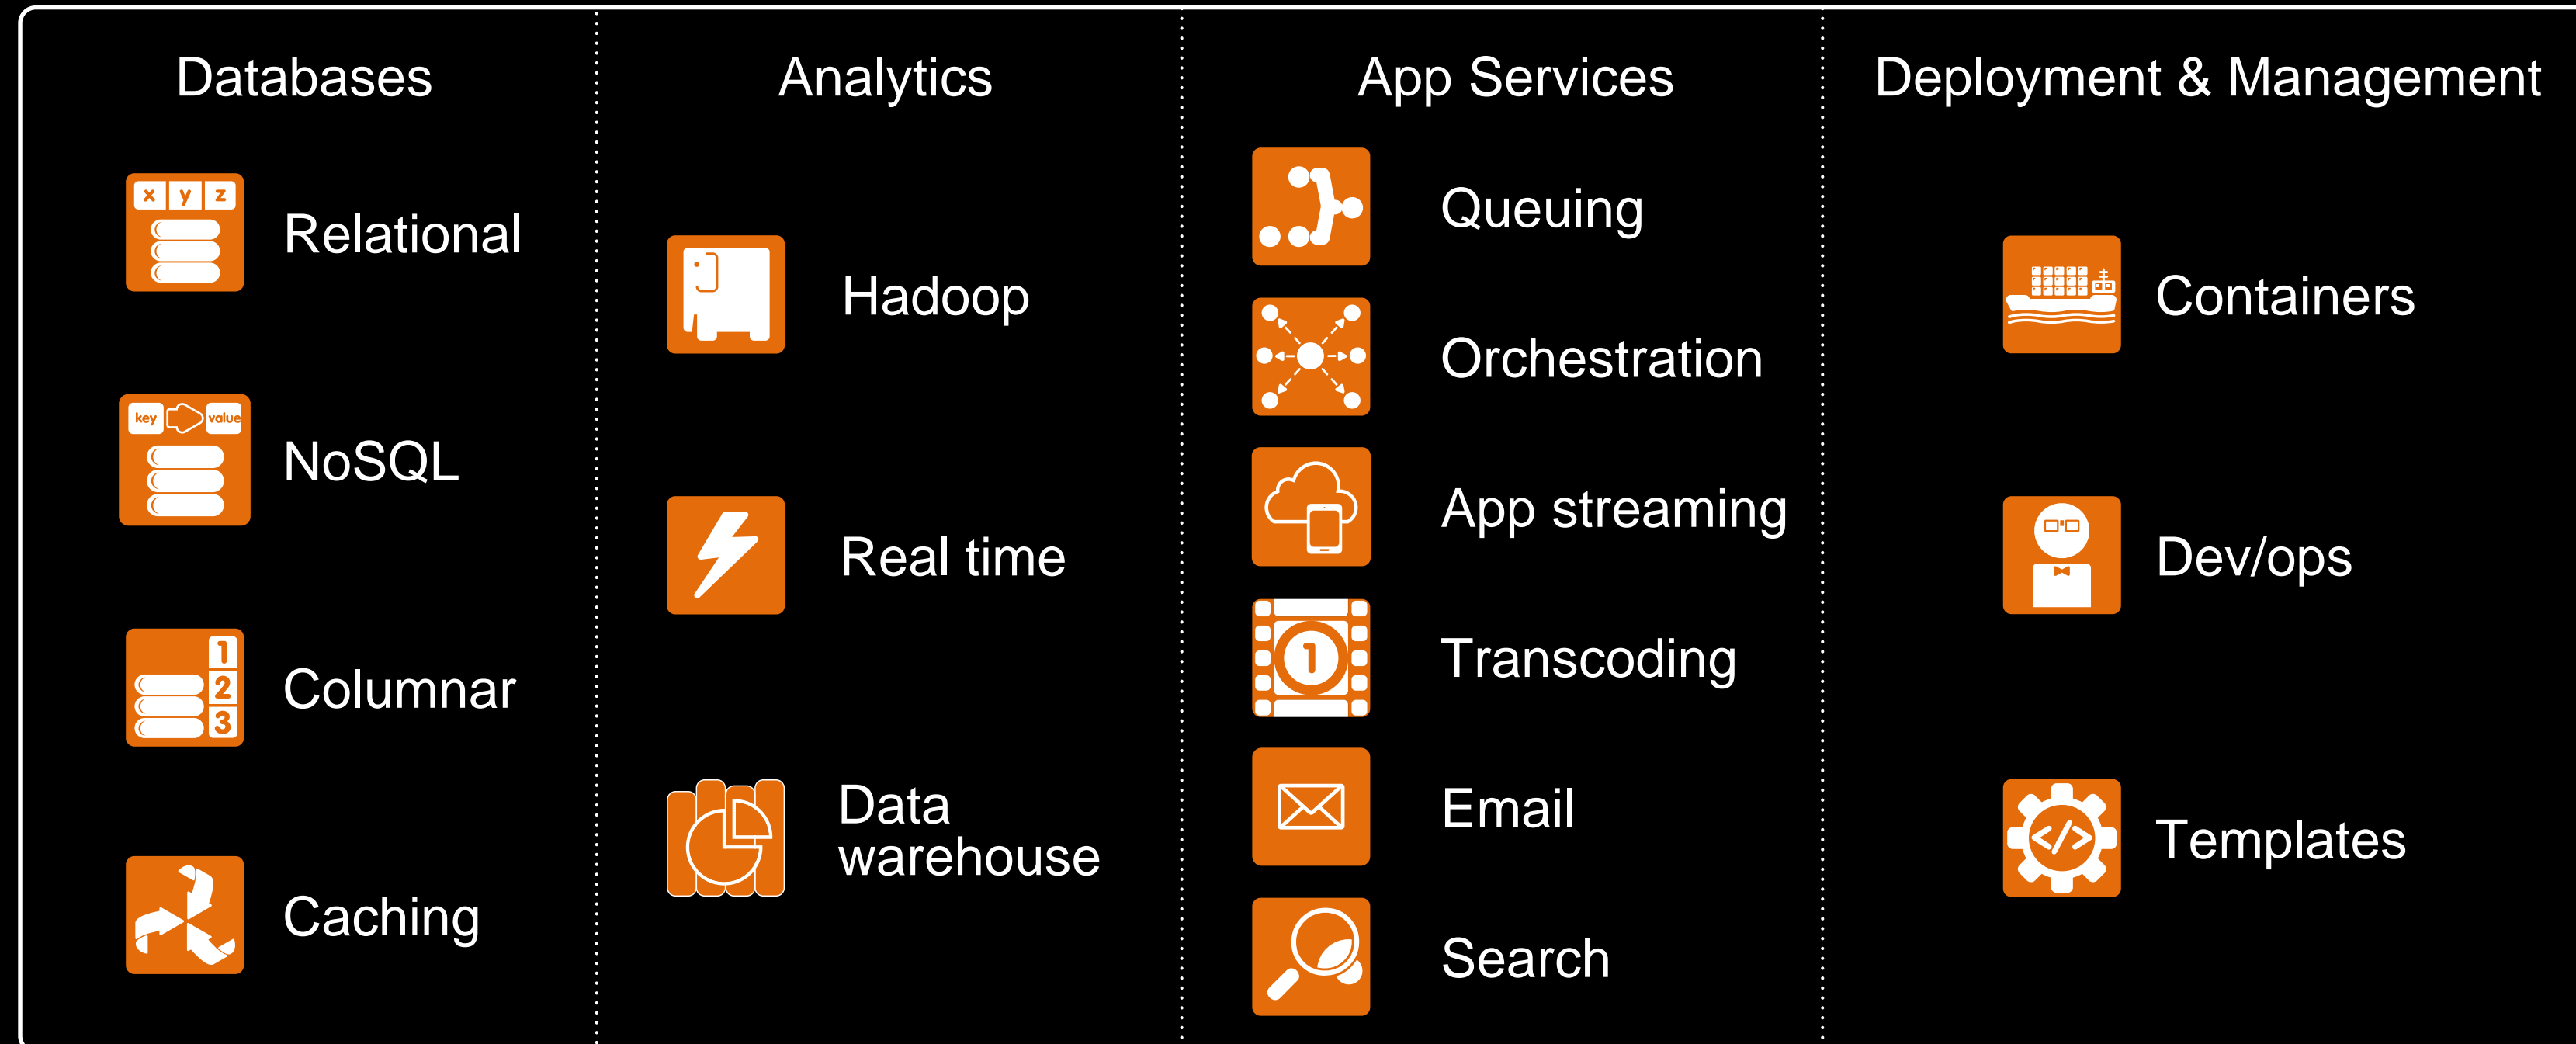 Databases
x y z
Relational
key value
NoSQL
1
2
3
Columnar
Caching
Analytics
Hadoop
Real time
Data
warehouse
App Services
Queuing
Orchestration
App streaming
1
Transcoding
Email
Search
Deployment & Management
Containers
Dev/ops
</>
Templates